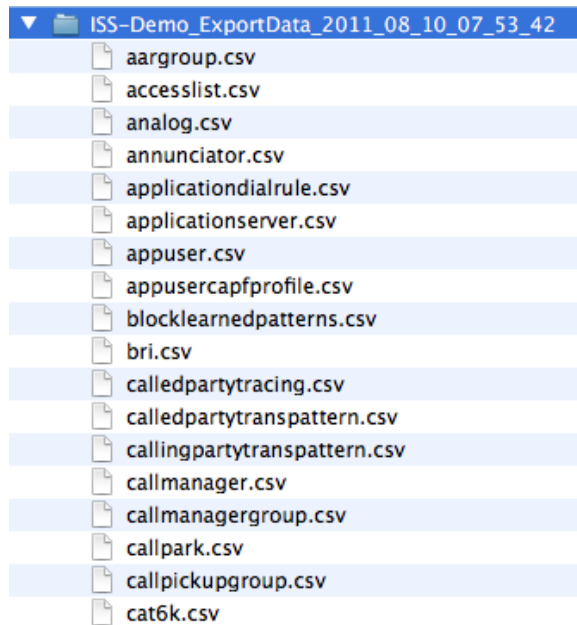 ISS-Demo_ExportData_2011_08_10_07_53_42
aargroup.csv
accesslist.csv
analog.csv
annunciator.csv
applicationdialrule.csv
applicationserver.csv
appuser.csv
appusercapfprofile.csv
blocklearnedpatterns.csv
bri.csv
calledpartytracing.csv
calledpartytranspattern.csv
callingpartytranspattern.csv
callmanager.csv
callmanagergroup.csv
callpark.csv
callpickupgroup.csv
cat6k.csv